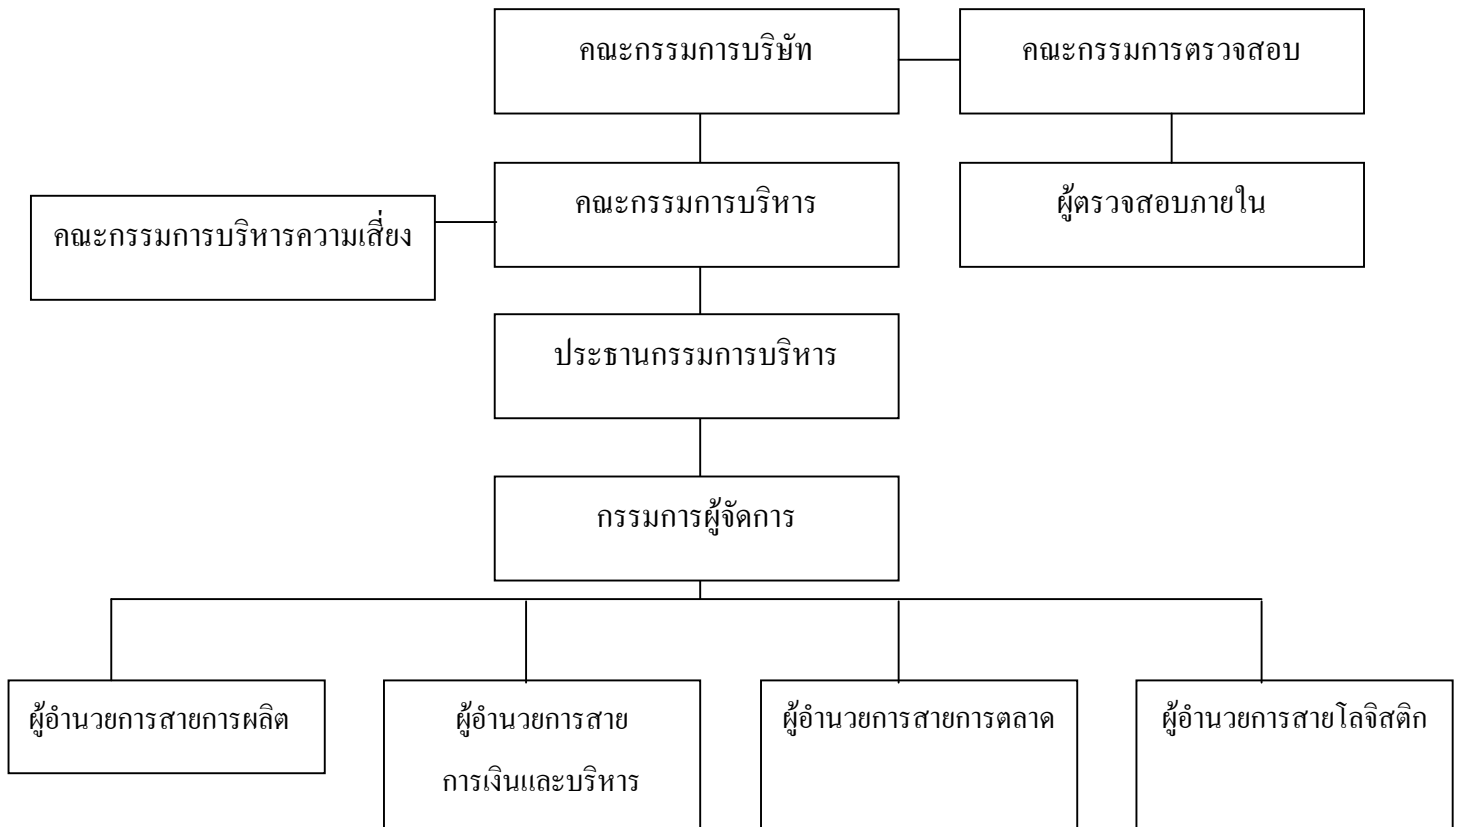 คณะกรรมการบริษัท
คณะกรรมการตรวจสอบ
คณะกรรมการบริหาร
ผู้ตรวจสอบภายใน
คณะกรรมการบริหารความเสี่ยง
ประธานกรรมการบริหาร
กรรมการผู้จัดการ
ผู้อำนวยการสายการผลิต
ผู้อำนวยการสาย
การเงินและบริหาร
ผู้อำนวยการสายการตลาด
ผู้อำนวยการสายโลจิสติก